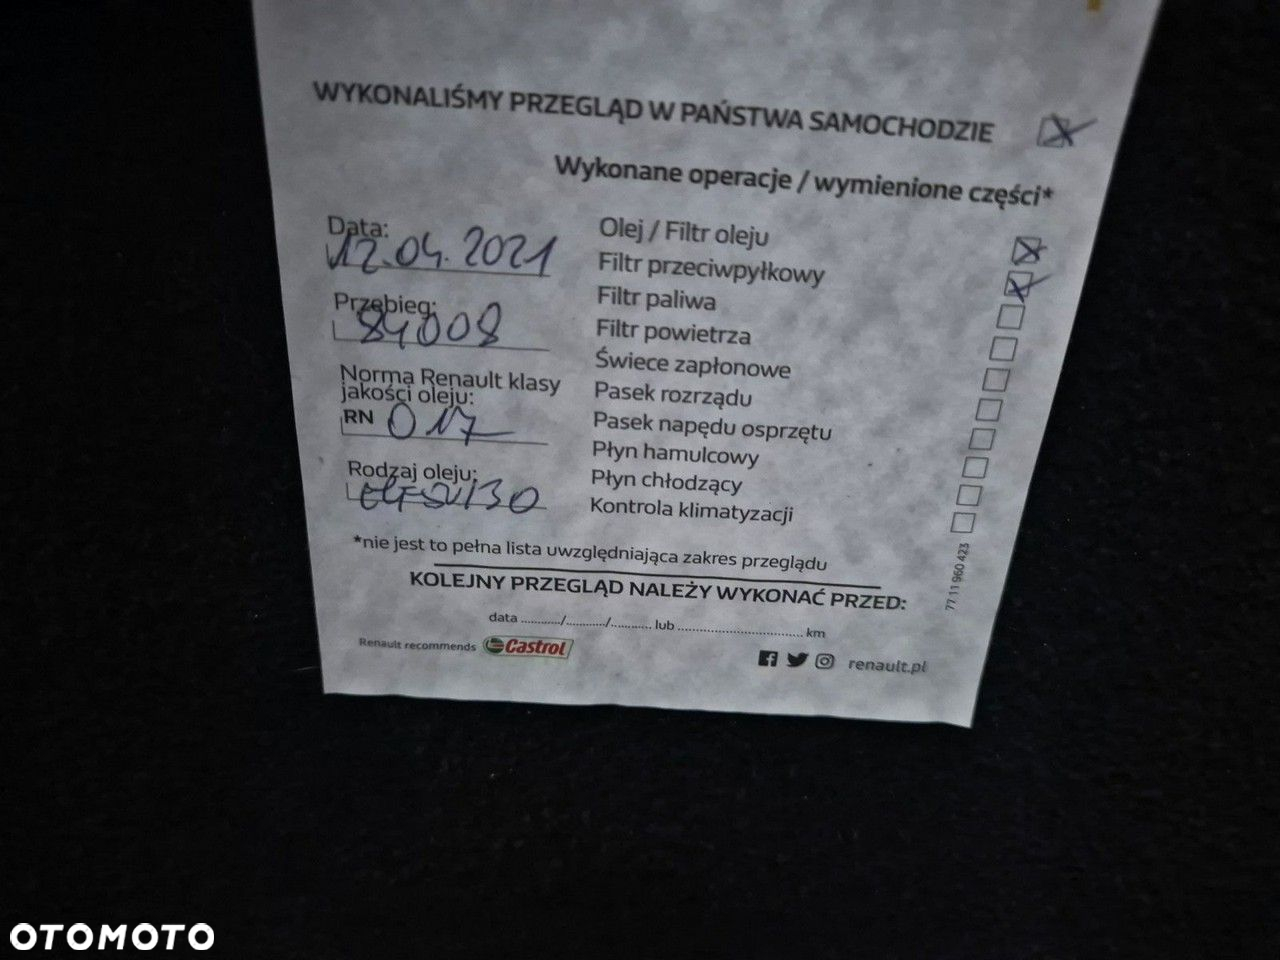 WYKONALIŚMY PRZEGLĄD W PAŃSTWA SAMOCHODZIE
Wykonane operacje / wymienione części*
Data:
12.04.2021
Przebieg:
84008
Norma Renault klasy
jakości oleju:
RN 017
Rodzaj oleju:
Olej / Filtr oleju
Filtr przeciwpyłkowy
Filtr paliwa
Filtr powietrza
Świece zapłonowe
Pasek rozrządu
Pasek napędu osprzętu
Płyn hamulcowy
Płyn chłodzący
Kontrola klimatyzacji
*nie jest to pełna lista uwzględniająca zakres przeglądu
77 11 960 423
KOLEJNY PRZEGLĄD NALEŻY WYKONAĆ PRZED:
data ............/............/............ lub .................................. km
Renault recommends Castrol
renault.pl
OTOMOTO